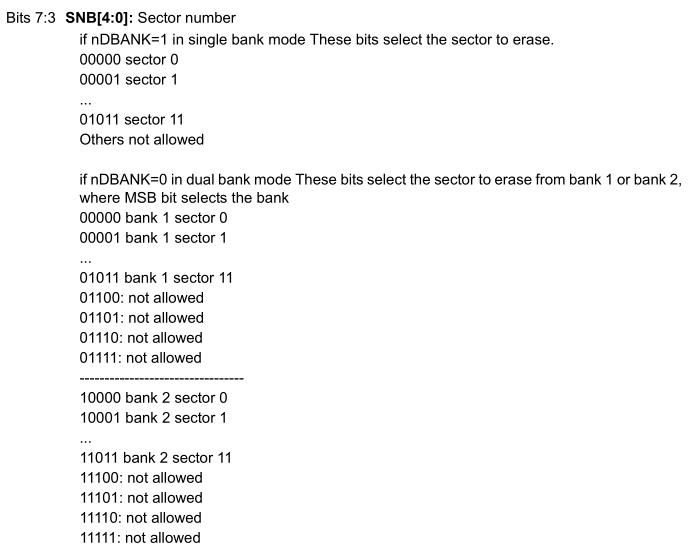 Bits 7:3 SNB[4:0]: Sector number
if nDBANK=1 in single bank mode These bits select the sector to erase.
00000 sector 0
00001 sector 1
...
01011 sector 11
Others not allowed
if nDBANK=0 in dual bank mode These bits select the sector to erase from bank 1 or bank 2,
where MSB bit selects the bank
00000 bank 1 sector 0
00001 bank 1 sector 1
...
01011 bank 1 sector 11
01100: not allowed
01101: not allowed
01110: not allowed
01111: not allowed
---------------------------------
10000 bank 2 sector 0
10001 bank 2 sector 1
...
11011 bank 2 sector 11
11100: not allowed
11101: not allowed
11110: not allowed
11111: not allowed